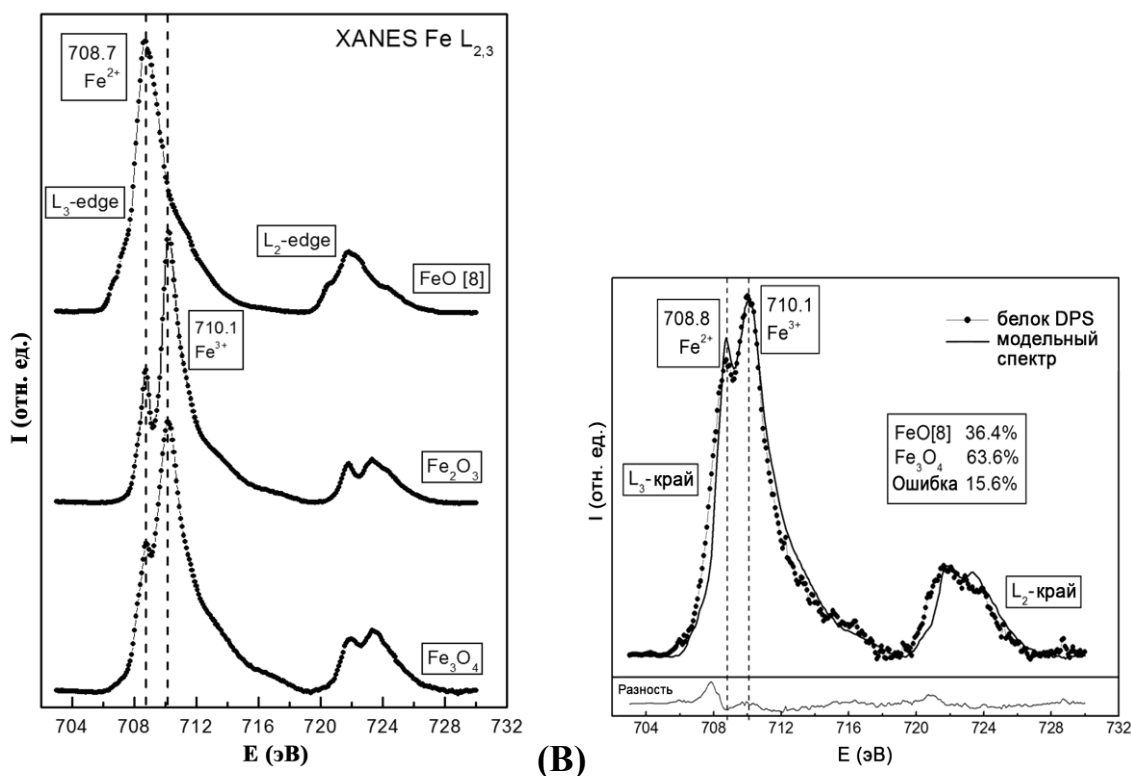 XANES Fe L2,3
708.7
Fe2+
L3-edge
L2-edge
FeO [8]
710.1
Fe3+
Fe2O3
Fe3O4
I (отн. ед.)
704 708 712 716 720 724 728 732
E (эВ)
(B)
708.8
Fe2+
710.1
Fe3+
белок DPS
модельный
спектр
FeO[8] 36.4%
Fe3O4 63.6%
Ошибка 15.6%
L3-край
L2-край
I (отн. ед.)
Разность
704 708 712 716 720 724 728 732
E (эВ)